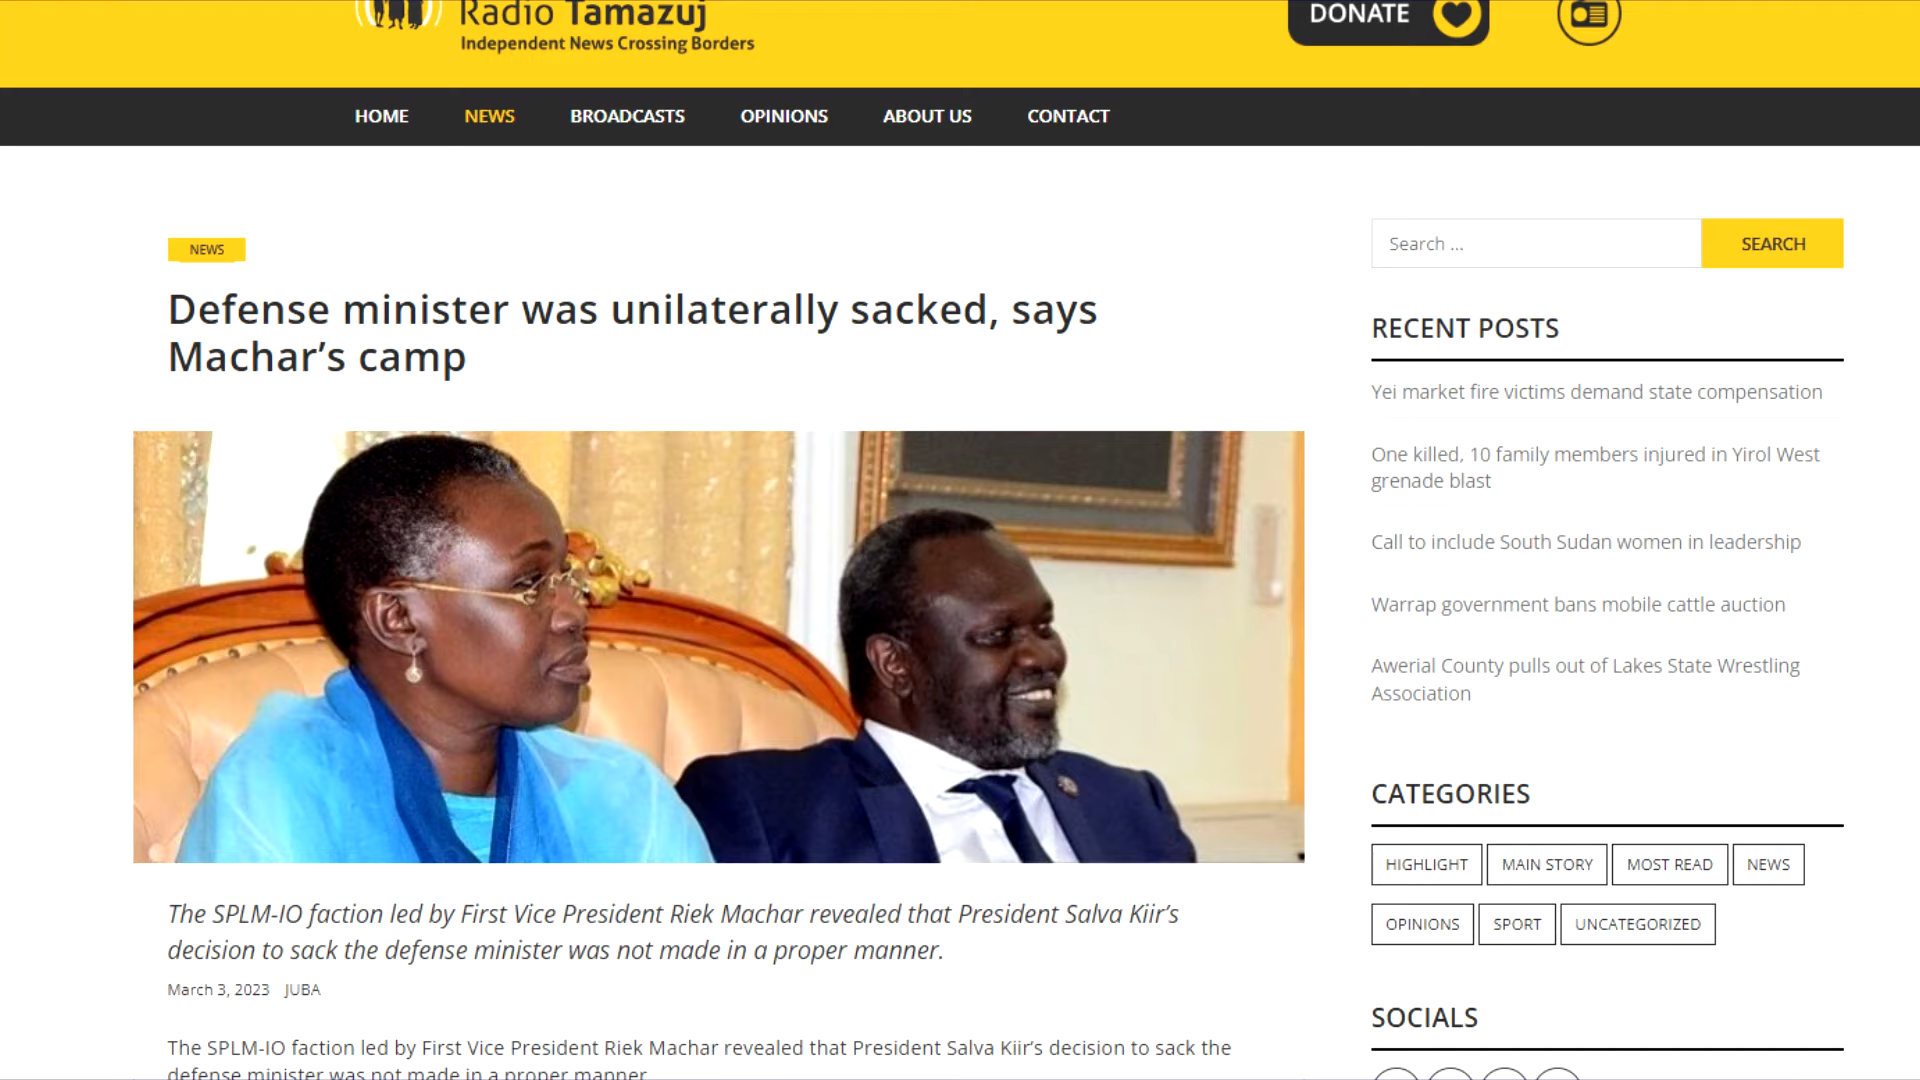 Radio Tamazuj
Independent News Crossing Borders
DONATE
HOME NEWS BROADCASTS OPINIONS ABOUT US CONTACT
NEWS
Defense minister was unilaterally sacked, says
Machar’s camp
The SPLM-IO faction led by First Vice President Riek Machar revealed that President Salva Kiir’s
decision to sack the defense minister was not made in a proper manner.
March 3, 2023 JUBA
The SPLM-IO faction led by First Vice President Riek Machar revealed that President Salva Kiir’s decision to sack the
defense minister was not made in a proper manner.
Search ...
SEARCH
RECENT POSTS
Yei market fire victims demand state compensation
One killed, 10 family members injured in Yirol West
grenade blast
Call to include South Sudan women in leadership
Warrap government bans mobile cattle auction
Awerial County pulls out of Lakes State Wrestling
Association
CATEGORIES
HIGHLIGHT MAIN STORY MOST READ NEWS
OPINIONS SPORT UNCATEGORIZED
SOCIALS